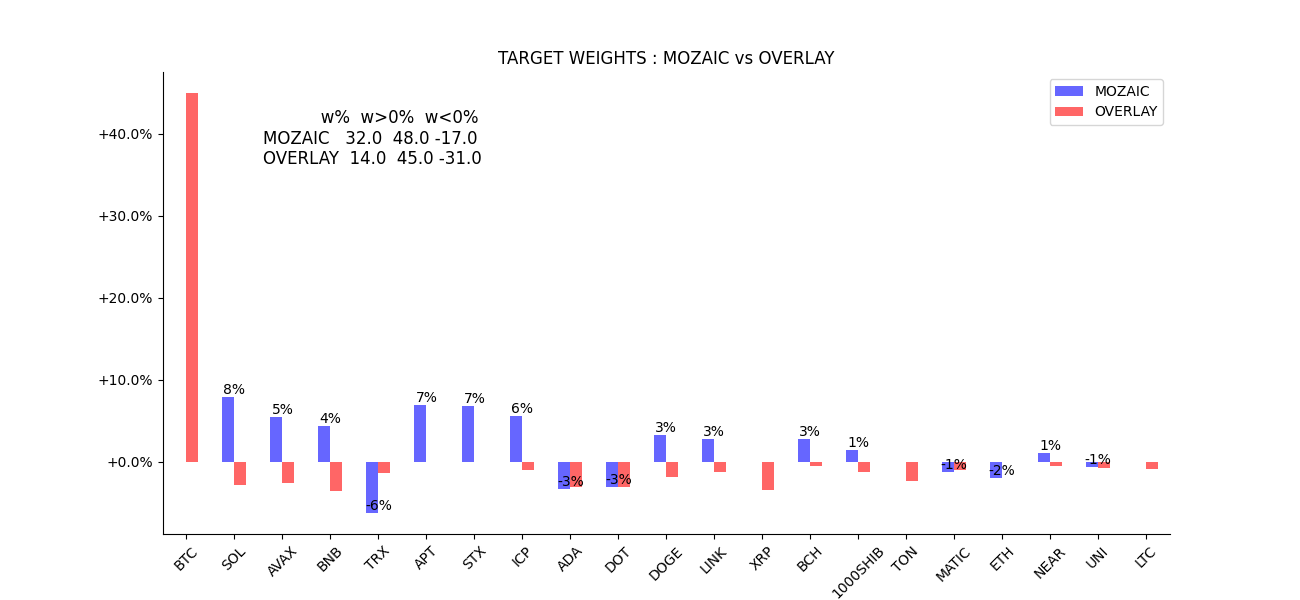 TARGET WEIGHTS : MOZAIC vs OVERLAY
MOZAIC
OVERLAY
w% w>0% w<0%
MOZAIC 32.0 48.0 -17.0
OVERLAY 14.0 45.0 -31.0
+40.0%
+30.0%
+20.0%
+10.0%
+0.0%
8%
5%
4%
-6%
7%
7%
6%
-3%
-3%
3%
3%
3%
1%
-1%
-2%
1%
-1%
BTC
SOL
AVAX
BNB
TRX
APT
STX
ICP
ADA
DOT
DOGE
LINK
XRP
BCH
1000SHIB
TON
MATIC
ETH
NEAR
UNI
LTC